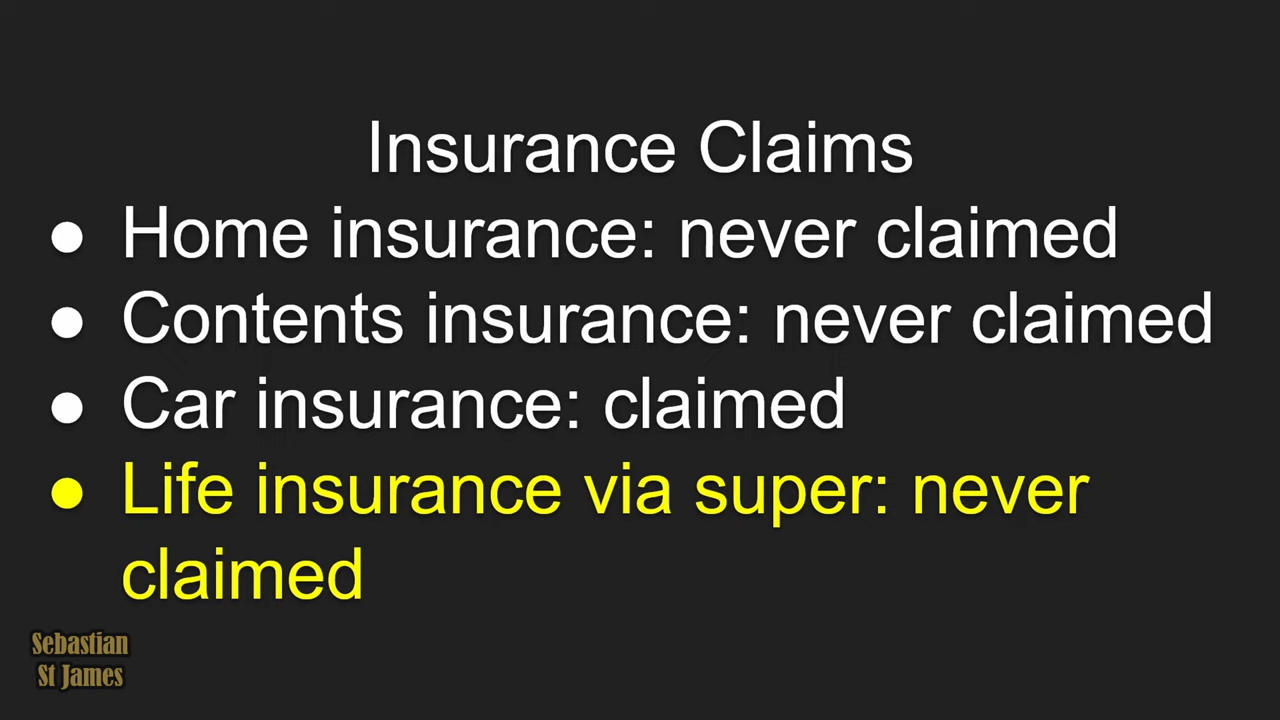 Insurance Claims
● Home insurance: never claimed
● Contents insurance: never claimed
● Car insurance: claimed
● Life insurance via super: never
claimed
Sebastian
St James